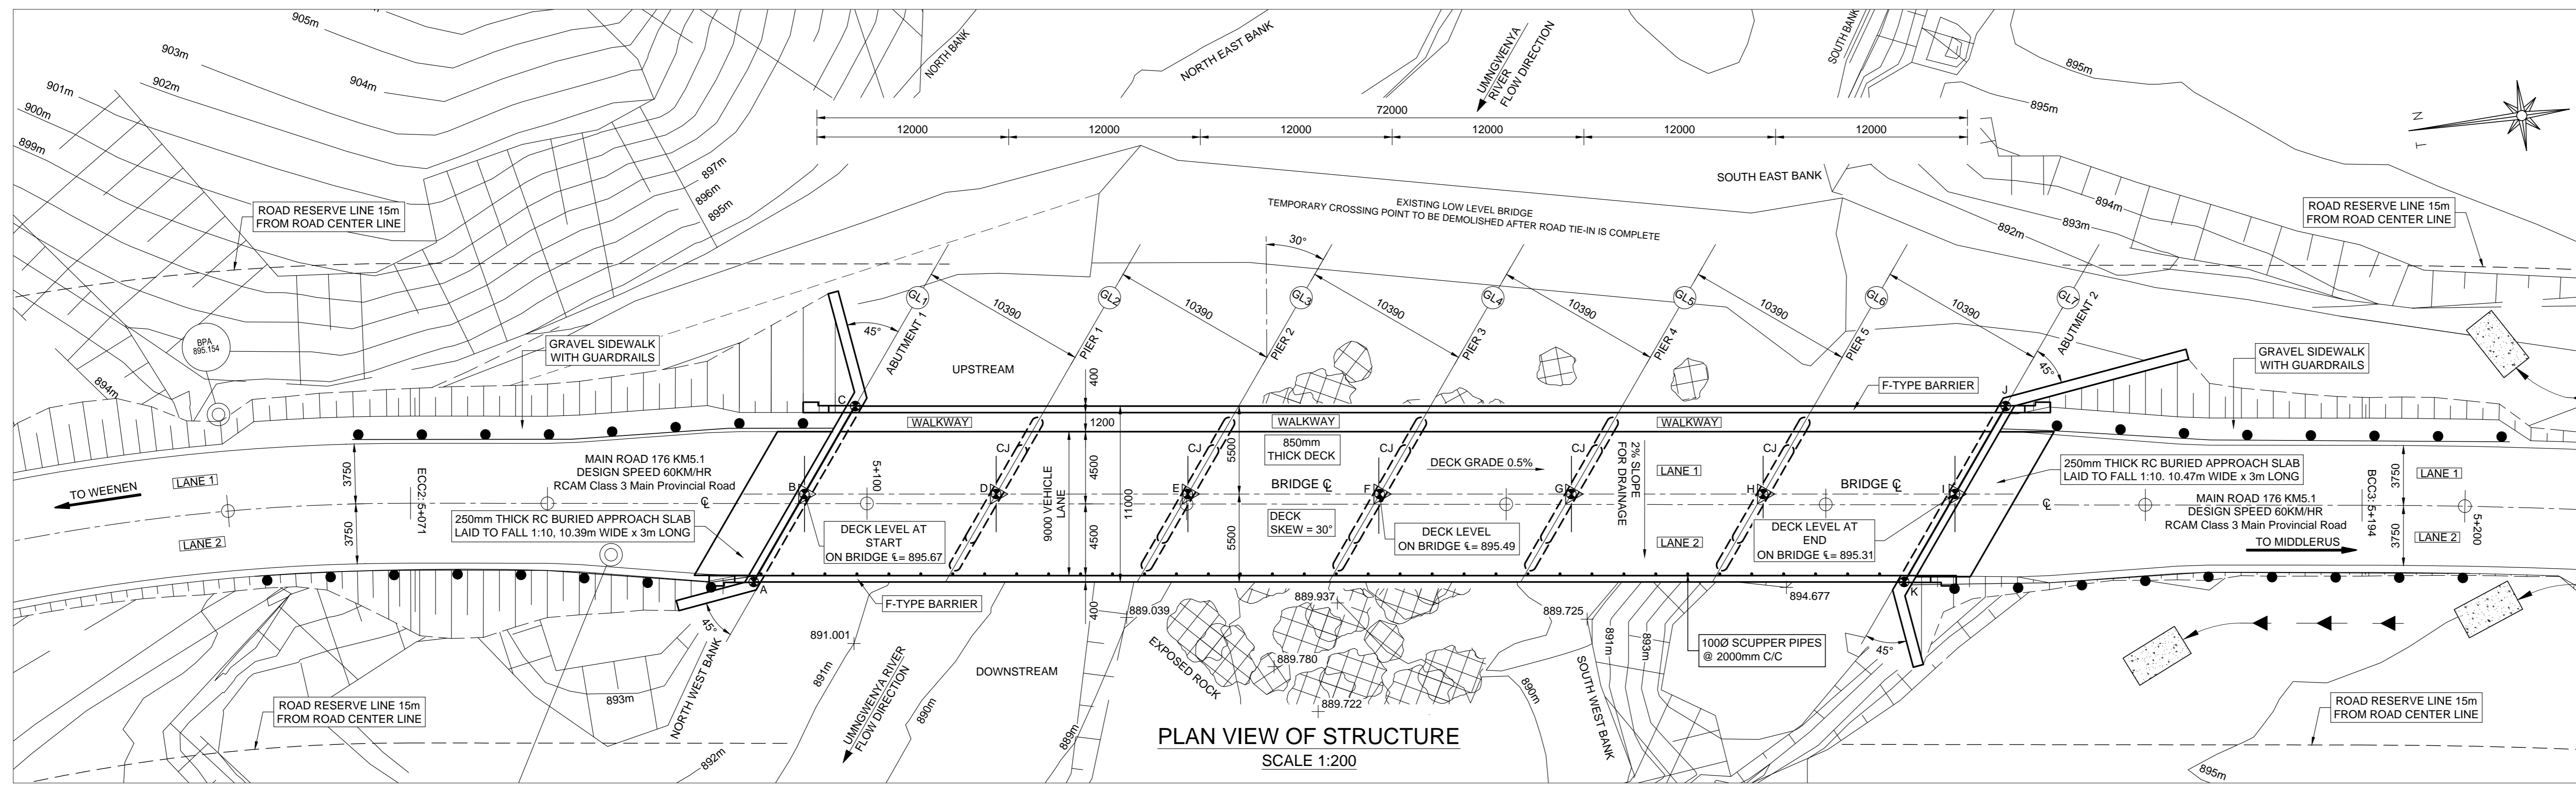 905m
903m
902m
904m
901m
900m
899m
897m
896m
895m
894m
NORTH BANK
NORTH EAST BANK
UMNGWENYA
RIVER
FLOW DIRECTION
SOUTH BANK
895m
895m
N
T
72000
12000
12000
12000
12000
12000
12000
SOUTH EAST BANK
EXISTING LOW LEVEL BRIDGE
TEMPORARY CROSSING POINT TO BE DEMOLISHED AFTER ROAD TIE-IN IS COMPLETE
894m
893m
892m
ROAD RESERVE LINE 15m
FROM ROAD CENTER LINE
ROAD RESERVE LINE 15m
FROM ROAD CENTER LINE
30°
GL1
GL2
GL3
GL4
GL5
GL6
GL7
10390
10390
10390
10390
10390
10390
ABUTMENT 1
PIER 1
PIER 2
PIER 3
PIER 4
PIER 5
ABUTMENT 2
45°
45°
BPA
895.154
GRAVEL SIDEWALK
WITH GUARDRAILS
GRAVEL SIDEWALK
WITH GUARDRAILS
UPSTREAM
400
F-TYPE BARRIER
C
J
WALKWAY
1200
WALKWAY
WALKWAY
CJ
CJ
CJ
CJ
CJ
850mm
THICK DECK
5500
4500
9000 VEHICLE
LANE
11000
4500
5500
DECK GRADE 0.5%
2% SLOPE
FOR DRAINAGE
LANE 1
LANE 2
BRIDGE ℄
BRIDGE ℄
B
D
E
F
G
H
I
TO WEENEN
LANE 1
LANE 2
3750
3750
ECC2: 5+071
MAIN ROAD 176 KM5.1
DESIGN SPEED 60KM/HR
RCAM Class 3 Main Provincial Road
℄
5+100
250mm THICK RC BURIED APPROACH SLAB
LAID TO FALL 1:10, 10.39m WIDE x 3m LONG
DECK LEVEL AT
START
ON BRIDGE ℄= 895.67
DECK
SKEW = 30°
DECK LEVEL
ON BRIDGE ℄= 895.49
DECK LEVEL AT
END
ON BRIDGE ℄= 895.31
250mm THICK RC BURIED APPROACH SLAB
LAID TO FALL 1:10. 10.47m WIDE x 3m LONG
℄
MAIN ROAD 176 KM5.1
DESIGN SPEED 60KM/HR
RCAM Class 3 Main Provincial Road
TO MIDDLERUS
BCC3: 5+194
3750
3750
LANE 1
LANE 2
5+200
A
K
F-TYPE BARRIER
400
45°
45°
889.039
889.937
889.725
894.677
891.001
889.780
889.722
EXPOSED ROCK
100Ø SCUPPER PIPES
@ 2000mm C/C
DOWNSTREAM
NORTH WEST BANK
893m
892m
891m
UMNGWENYA RIVER
FLOW DIRECTION
890m
889m
890m
SOUTH WEST BANK
891m
893m
895m
ROAD RESERVE LINE 15m
FROM ROAD CENTER LINE
ROAD RESERVE LINE 15m
FROM ROAD CENTER LINE
PLAN VIEW OF STRUCTURE
SCALE 1:200